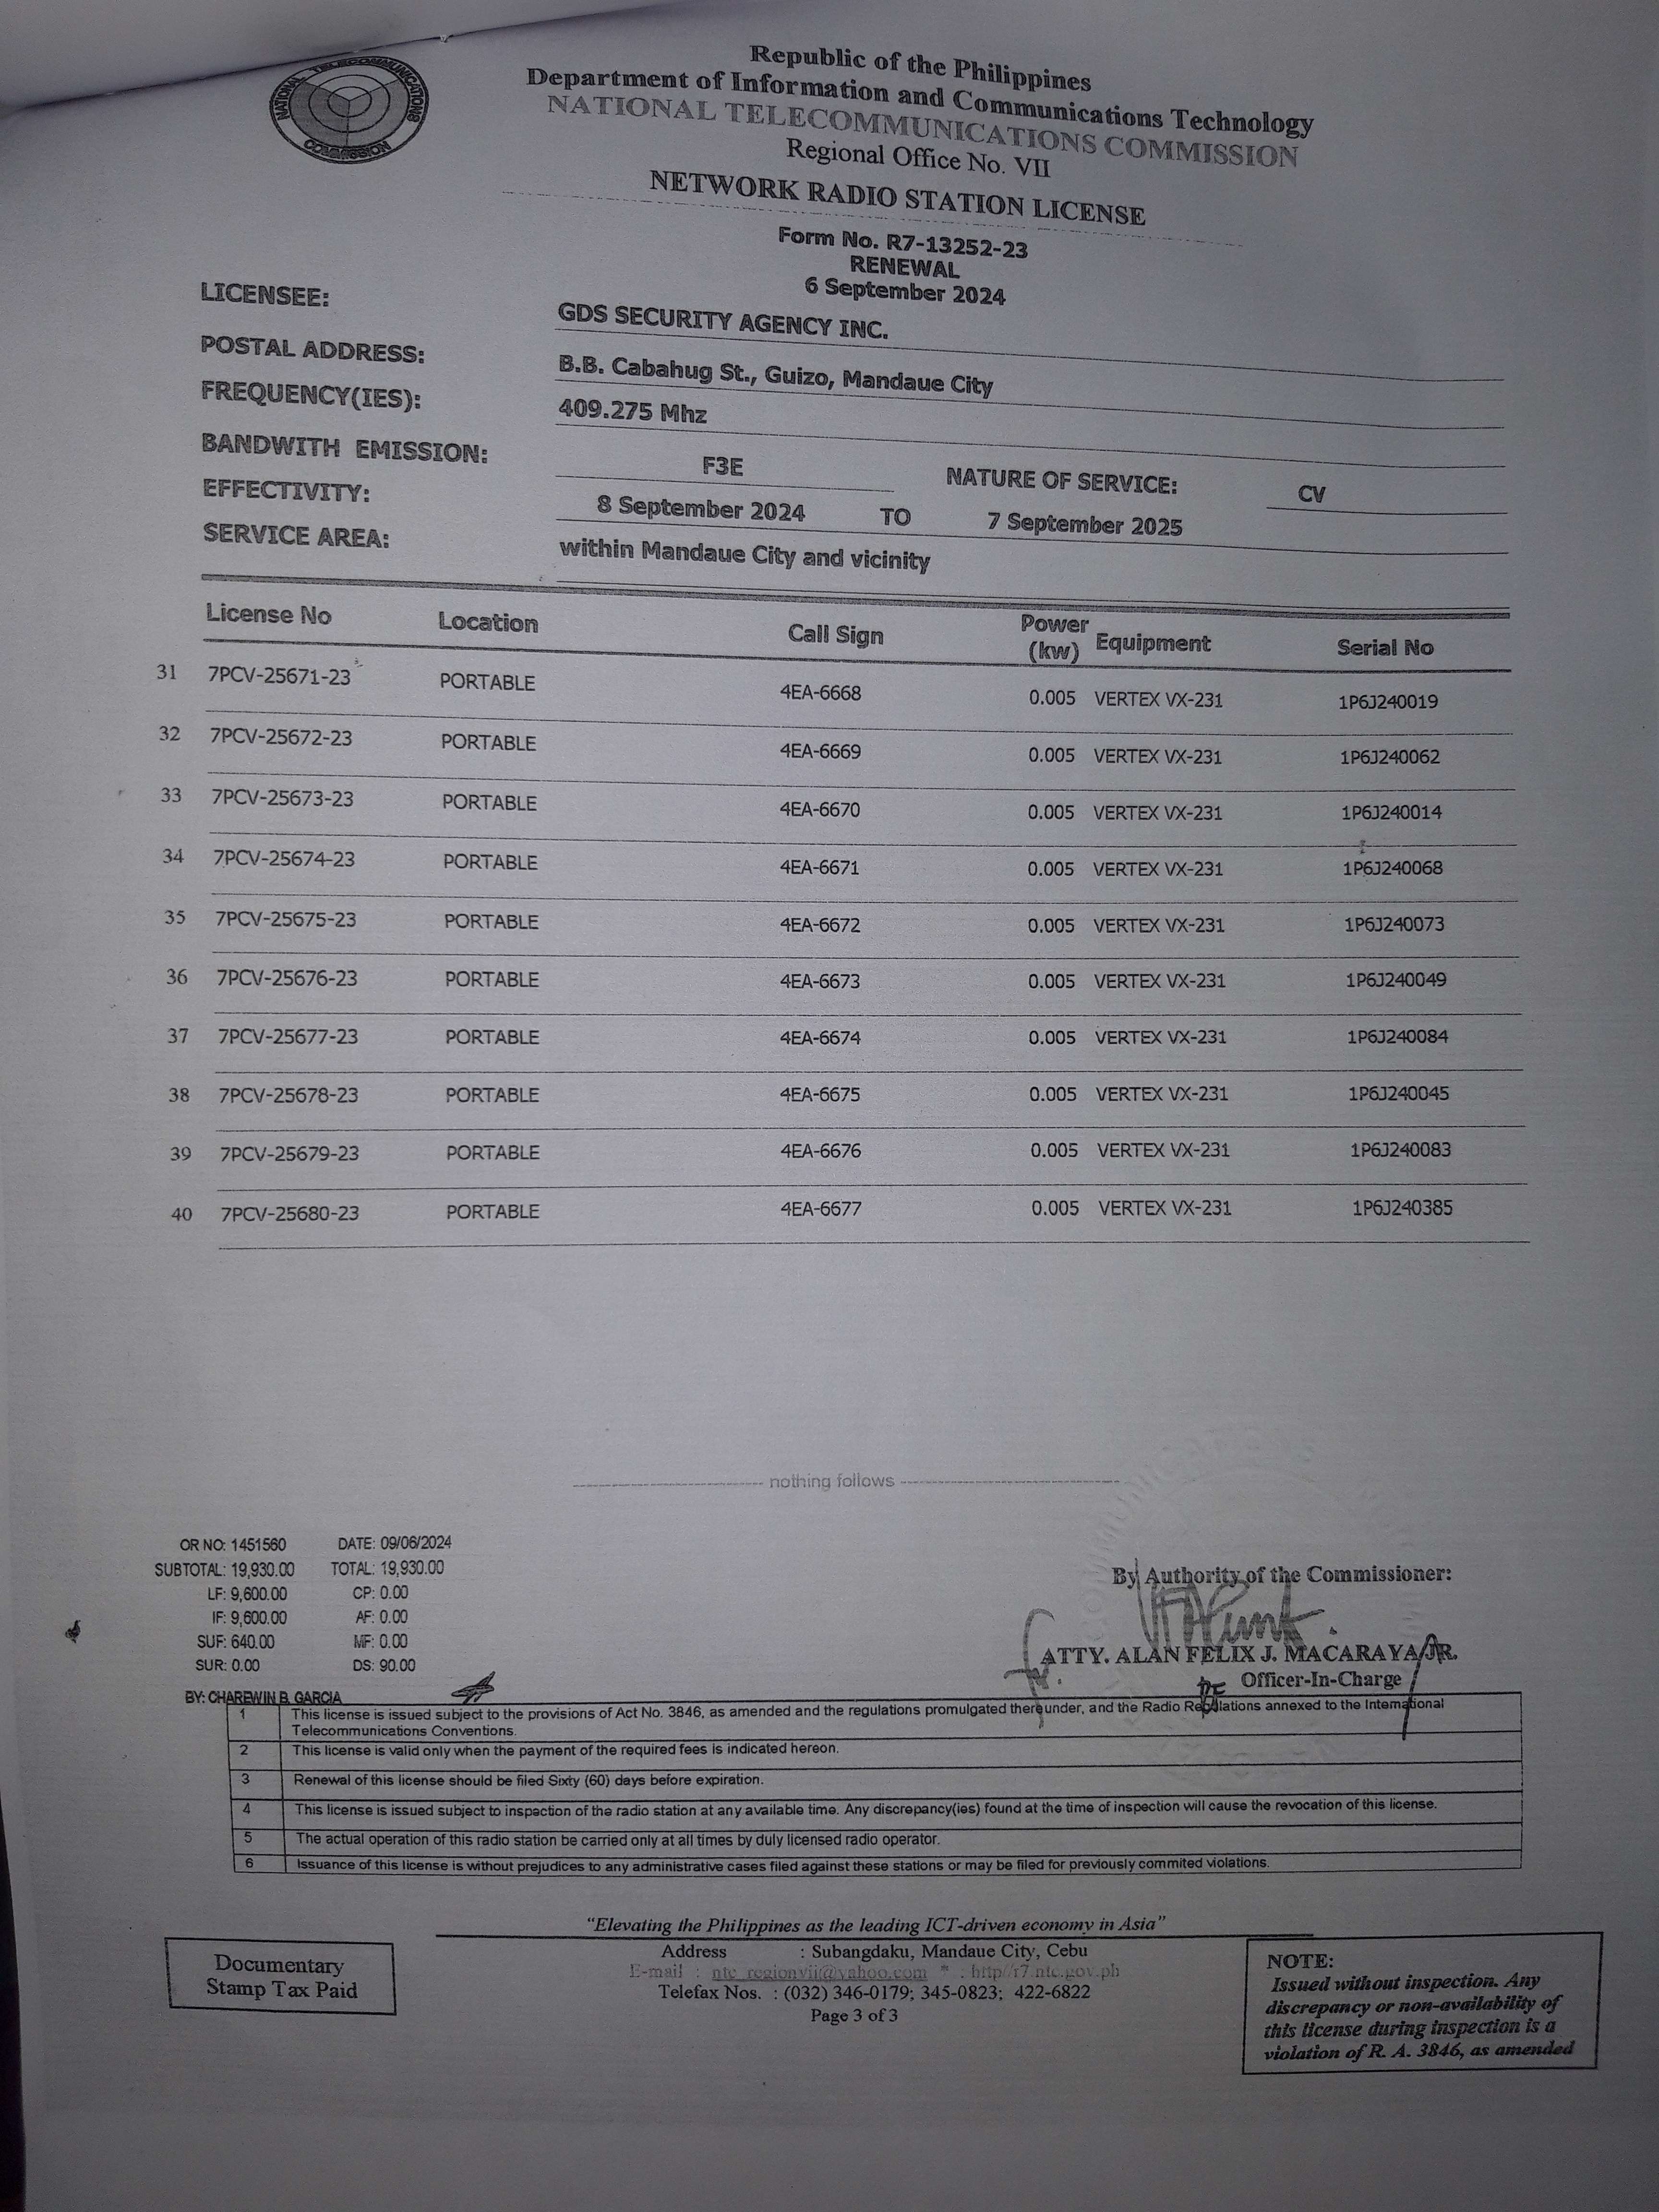 NATIONAL TELECOMMUNICATIONS COMMISSION
Republic of the Philippines
Department of Information and Communications Technology
NATIONAL TELECOMMUNICATIONS COMMISSION
Regional Office No. VII
NETWORK RADIO STATION LICENSE
Form No. R7-13252-23
RENEWAL
6 September 2024
LICENSEE: GDS SECURITY AGENCY INC.
POSTAL ADDRESS: B.B. Cabahug St., Guizo, Mandaue City
FREQUENCY(IES): 409.275 Mhz
BANDWITH EMISSION: F3E NATURE OF SERVICE: CV
EFFECTIVITY: 8 September 2024 TO 7 September 2025
SERVICE AREA: within Mandaue City and vicinity
License No Location Call Sign Power (kw) Equipment Serial No
31 7PCV-25671-23 PORTABLE 4EA-6668 0.005 VERTEX VX-231 1P6J240019
32 7PCV-25672-23 PORTABLE 4EA-6669 0.005 VERTEX VX-231 1P6J240062
33 7PCV-25673-23 PORTABLE 4EA-6670 0.005 VERTEX VX-231 1P6J240014
34 7PCV-25674-23 PORTABLE 4EA-6671 0.005 VERTEX VX-231 1P6J240068
35 7PCV-25675-23 PORTABLE 4EA-6672 0.005 VERTEX VX-231 1P6J240073
36 7PCV-25676-23 PORTABLE 4EA-6673 0.005 VERTEX VX-231 1P6J240049
37 7PCV-25677-23 PORTABLE 4EA-6674 0.005 VERTEX VX-231 1P6J240084
38 7PCV-25678-23 PORTABLE 4EA-6675 0.005 VERTEX VX-231 1P6J240045
39 7PCV-25679-23 PORTABLE 4EA-6676 0.005 VERTEX VX-231 1P6J240083
40 7PCV-25680-23 PORTABLE 4EA-6677 0.005 VERTEX VX-231 1P6J240385
nothing follows
OR NO: 1451560 DATE: 09/06/2024
SUBTOTAL: 19,930.00 TOTAL: 19,930.00
LF: 9,600.00 CP: 0.00
IF: 9,600.00 AF: 0.00
SUF: 640.00 MF: 0.00
SUR: 0.00 DS: 90.00
BY: CHAREWIN B. GARCIA
By Authority of the Commissioner:
ATTY. ALAN FELIX J. MACARAYA JR.
Officer-In-Charge
1 This license is issued subject to the provisions of Act No. 3846, as amended and the regulations promulgated thereunder, and the Radio Regulations annexed to the International
Telecommunications Conventions.
2 This license is valid only when the payment of the required fees is indicated hereon.
3 Renewal of this license should be filed Sixty (60) days before expiration.
4 This license is issued subject to inspection of the radio station at any available time. Any discrepancy(ies) found at the time of inspection will cause the revocation of this license.
5 The actual operation of this radio station be carried only at all times by duly licensed radio operator.
6 Issuance of this license is without prejudices to any administrative cases filed against these stations or may be filed for previously commited violations.
"Elevating the Philippines as the leading ICT-driven economy in Asia"
Address : Subangdaku, Mandaue City, Cebu
E-mail : ntc_regionvii@yahoo.com * : http//r7.ntc.gov.ph
Telefax Nos. : (032) 346-0179; 345-0823; 422-6822
Page 3 of 3
Documentary
Stamp Tax Paid
NOTE:
Issued without inspection. Any
discrepancy or non-availability of
this license during inspection is a
violation of R. A. 3846, as amended